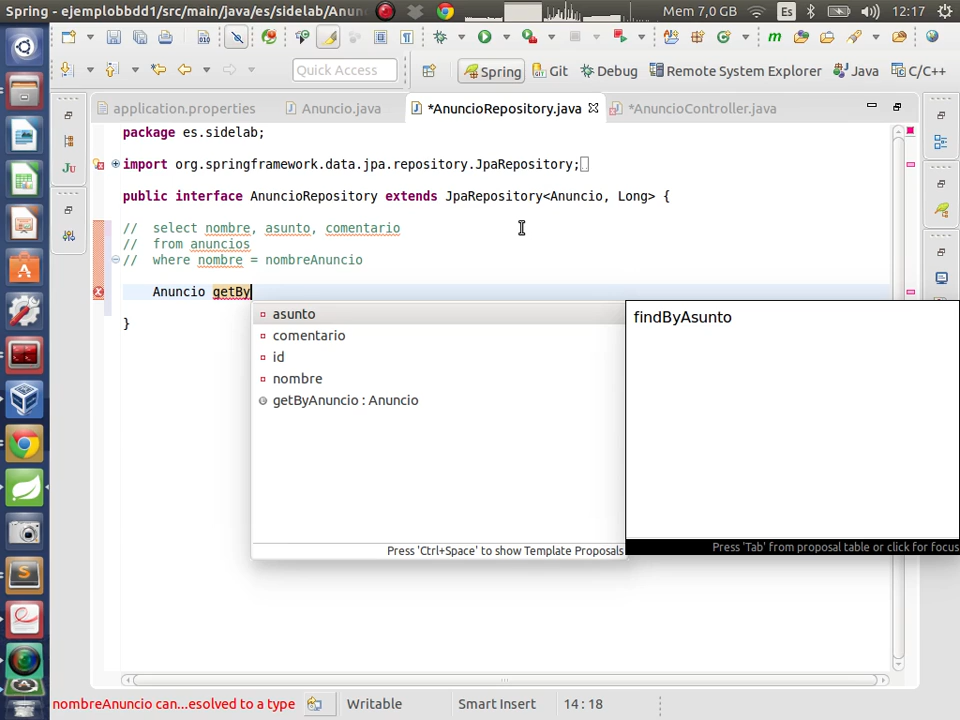 Spring - ejemplobbdd1/src/main/java/es/sidelab/Anunc
Mem 7,0 GB
Es
12:17
Quick Access
Spring
Git
Debug
Remote System Explorer
Java
C/C++
application.properties
Anuncio.java
*AnuncioRepository.java
*AnuncioController.java
package es.sidelab;
import org.springframework.data.jpa.repository.JpaRepository;
public interface AnuncioRepository extends JpaRepository<Anuncio, Long> {
// select nombre, asunto, comentario
// from anuncios
// where nombre = nombreAnuncio
Anuncio getBy
}
asunto
comentario
id
nombre
getByAnuncio : Anuncio
Press 'Ctrl+Space' to show Template Proposals
findByAsunto
Press 'Tab' from proposal table or click for focus
nombreAnuncio can...esolved to a type
Writable
Smart Insert
14 : 18